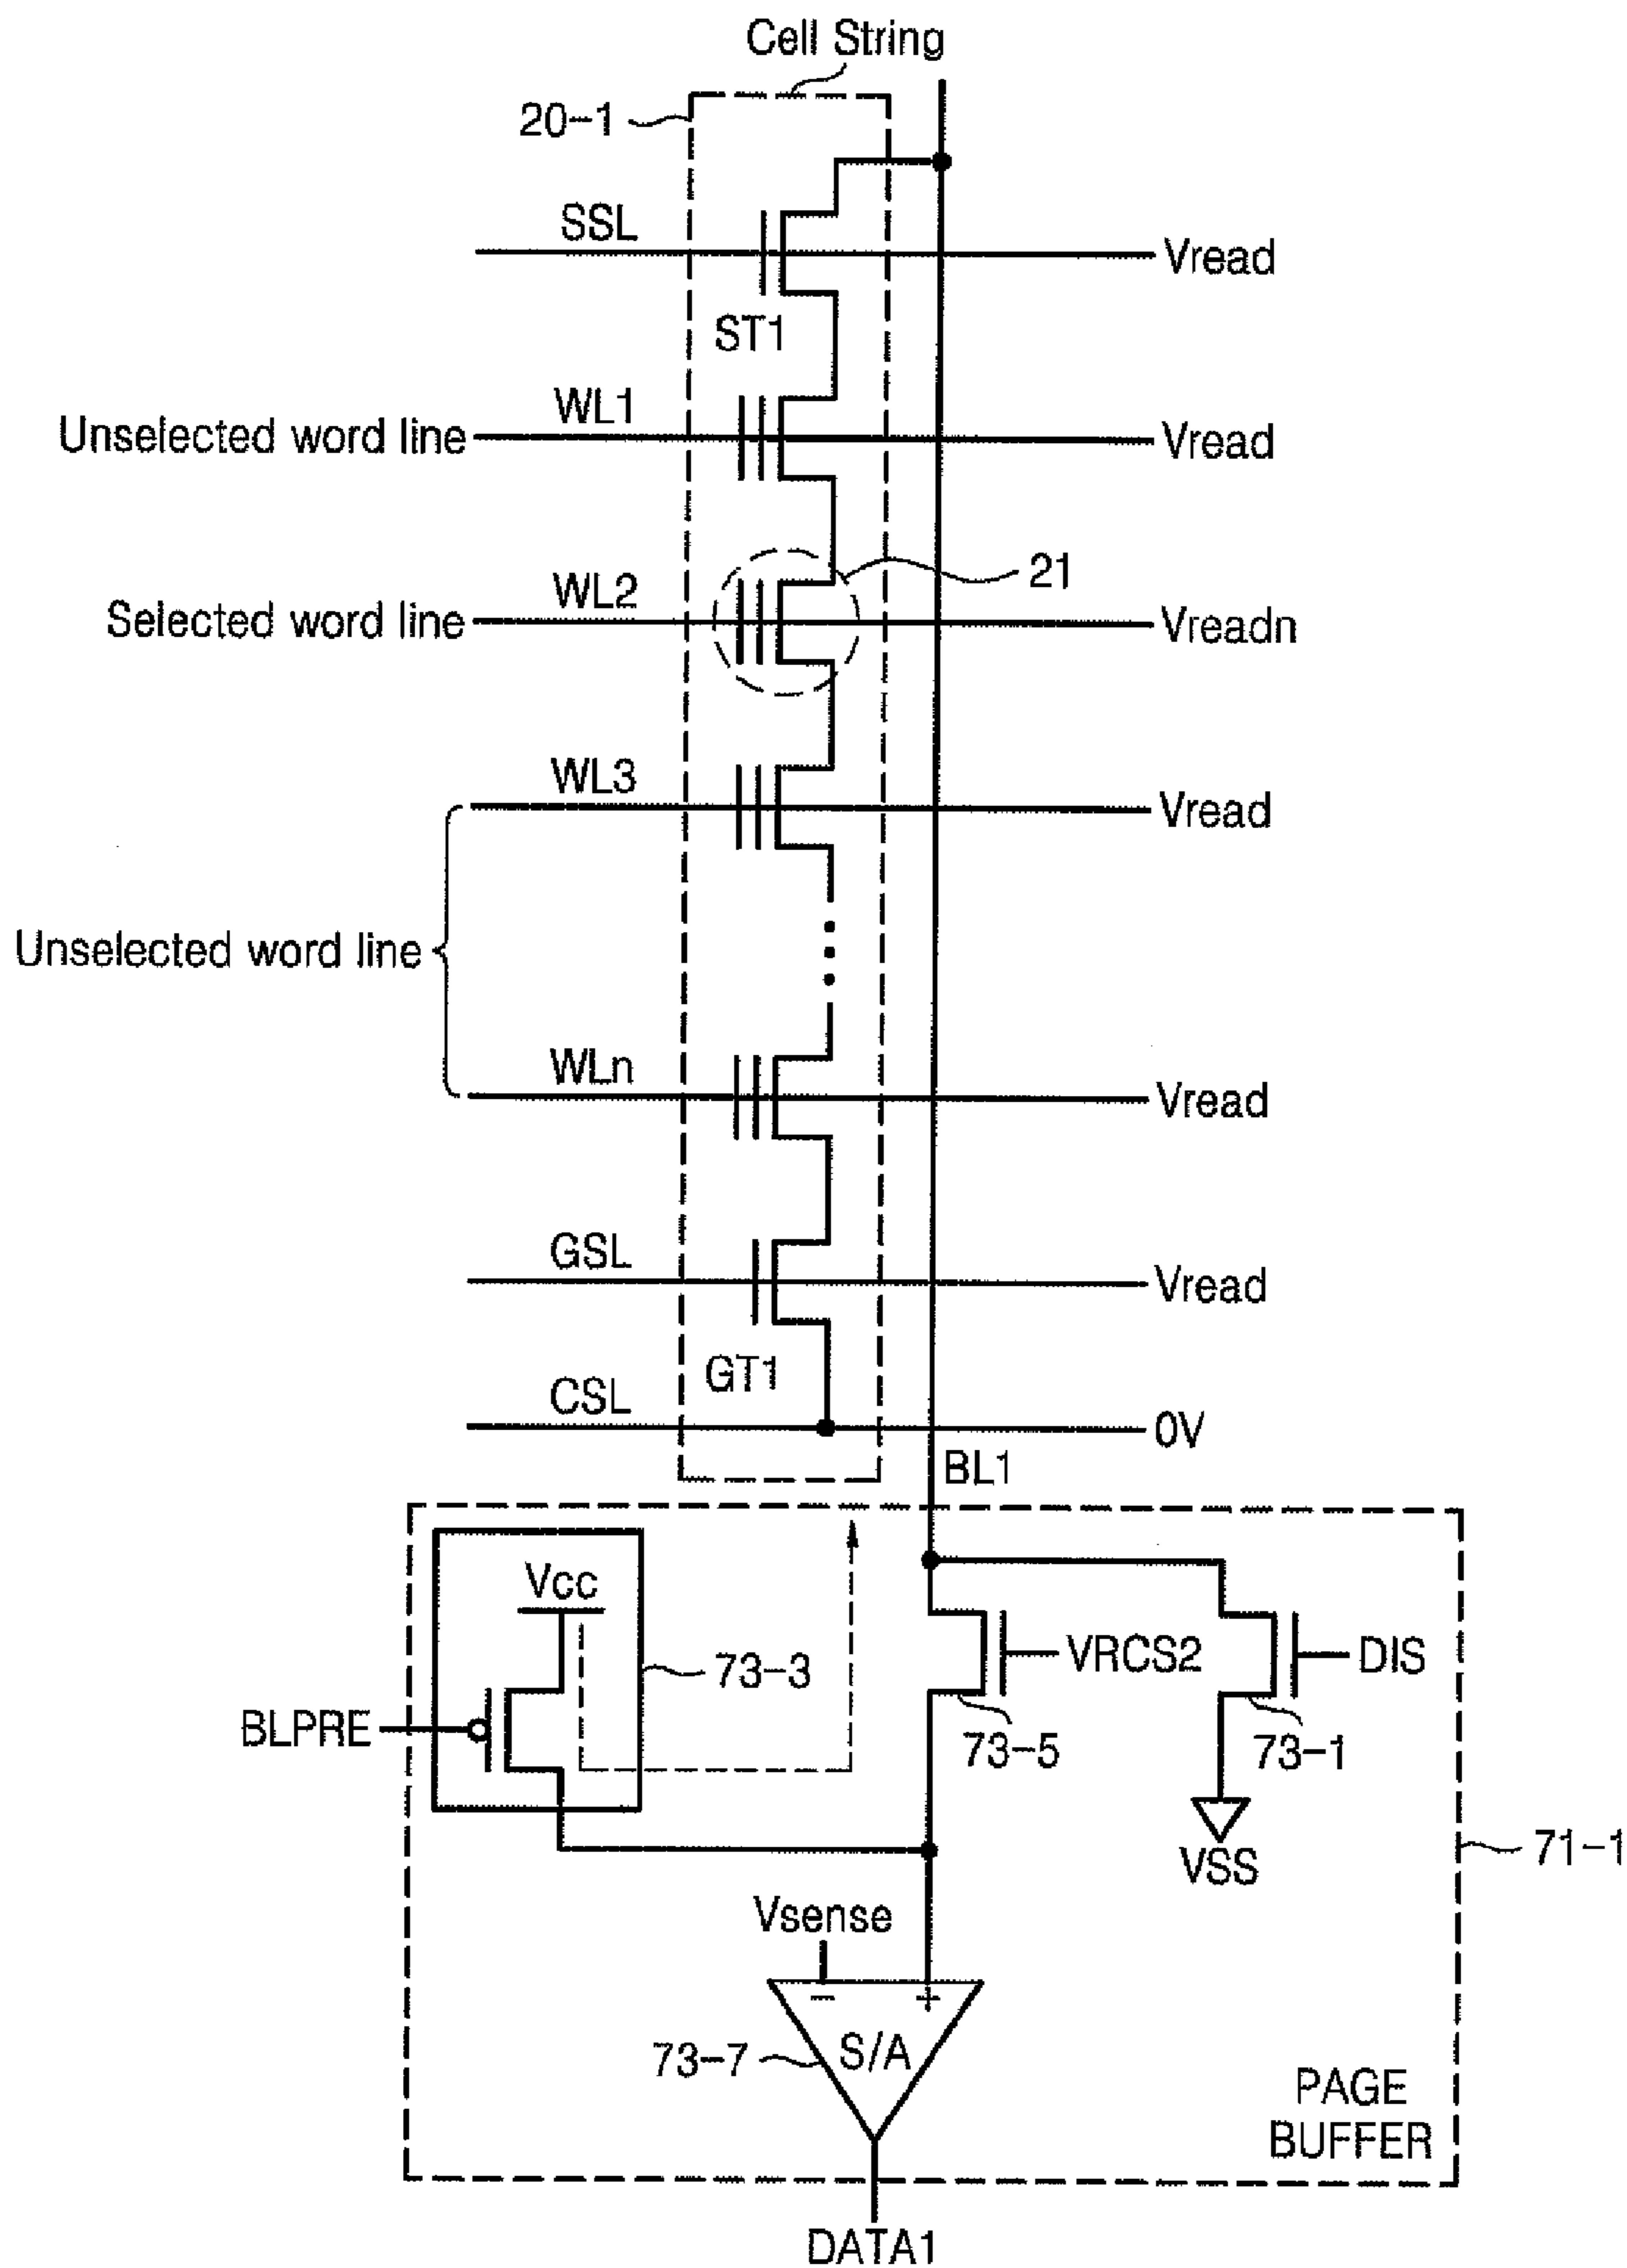 Cell String
20-1
SSL
Vread
ST1
WL1
Unselected word line
Vread
21
WL2
Selected word line
Vreadn
WL3
Vread
Unselected word line
WLn
Vread
GSL
Vread
GT1
CSL
0V
BL1
Vcc
73-3
VRCS2
DIS
BLPRE
73-5
73-1
VSS
71-1
Vsense
- +
S/A
73-7
PAGE
BUFFER
DATA1